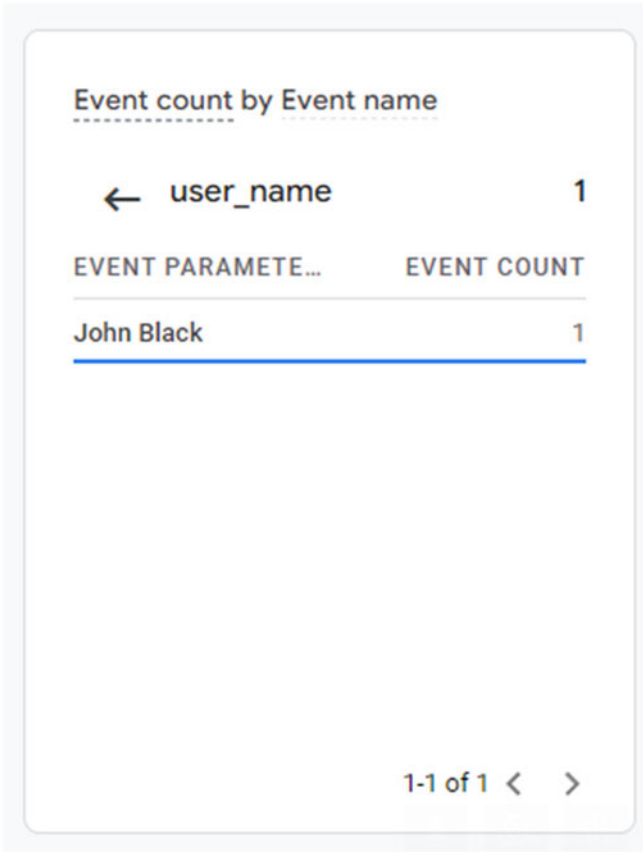 Event count by Event name
← user_name 1
EVENT PARAMETE... EVENT COUNT
John Black 1
1-1 of 1